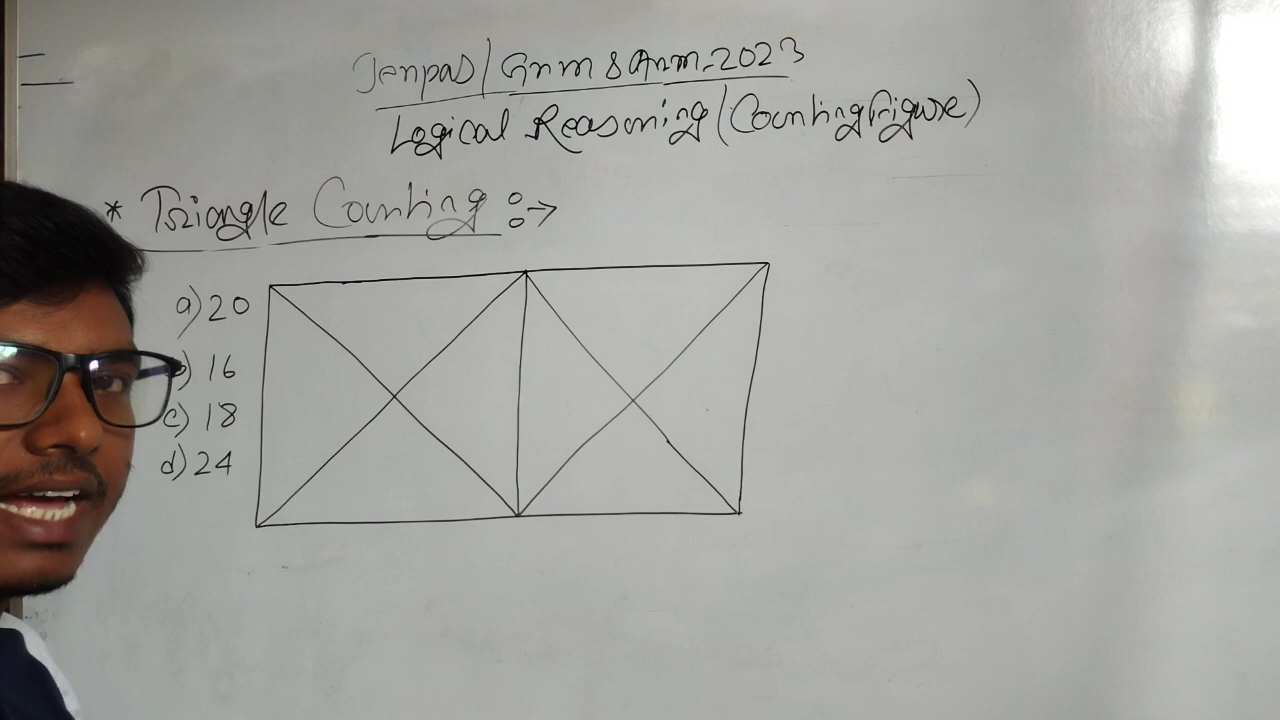 Jenpas/Gnm & Anm-2023
Logical Reasoning (Counting Figure)
* Triangle Counting :→
a) 20
b) 16
c) 18
d) 24